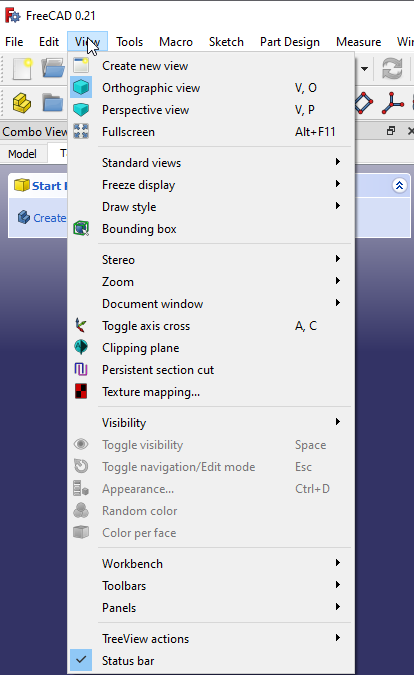 FreeCAD 0.21
File Edit View Tools Macro Sketch Part Design Measure
Create new view
Orthographic view V, O
Perspective view V, P
Fullscreen Alt+F11
Combo View
Model
Standard views
Freeze display
Start
Draw style
Create
Bounding box
Stereo
Zoom
Document window
Toggle axis cross A, C
Clipping plane
Persistent section cut
Texture mapping...
Visibility
Toggle visibility Space
Toggle navigation/Edit mode Esc
Appearance... Ctrl+D
Random color
Color per face
Workbench
Toolbars
Panels
TreeView actions
Status bar